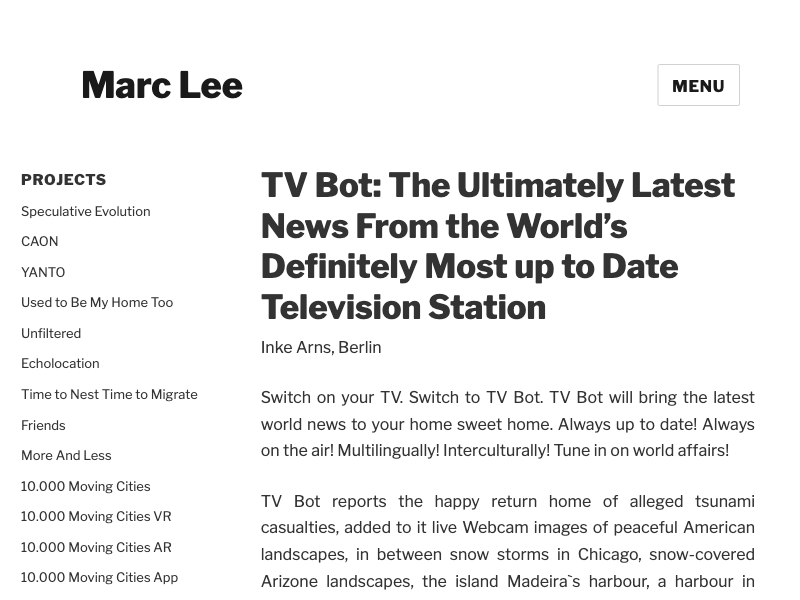 Marc Lee
MENU
PROJECTS
Speculative Evolution
CAON
YANTO
Used to Be My Home Too
Unfiltered
Echolocation
Time to Nest Time to Migrate
Friends
More And Less
10.000 Moving Cities
10.000 Moving Cities VR
10.000 Moving Cities AR
10.000 Moving Cities App
TV Bot: The Ultimately Latest
News From the World’s
Definitely Most up to Date
Television Station
Inke Arns, Berlin
Switch on your TV. Switch to TV Bot. TV Bot will bring the latest
world news to your home sweet home. Always up to date! Always
on the air! Multilingually! Interculturally! Tune in on world affairs!
TV Bot reports the happy return home of alleged tsunami
casualties, added to it live Webcam images of peaceful American
landscapes, in between snow storms in Chicago, snow-covered
Arizone landscapes, the island Madeira`s harbour, a harbour in